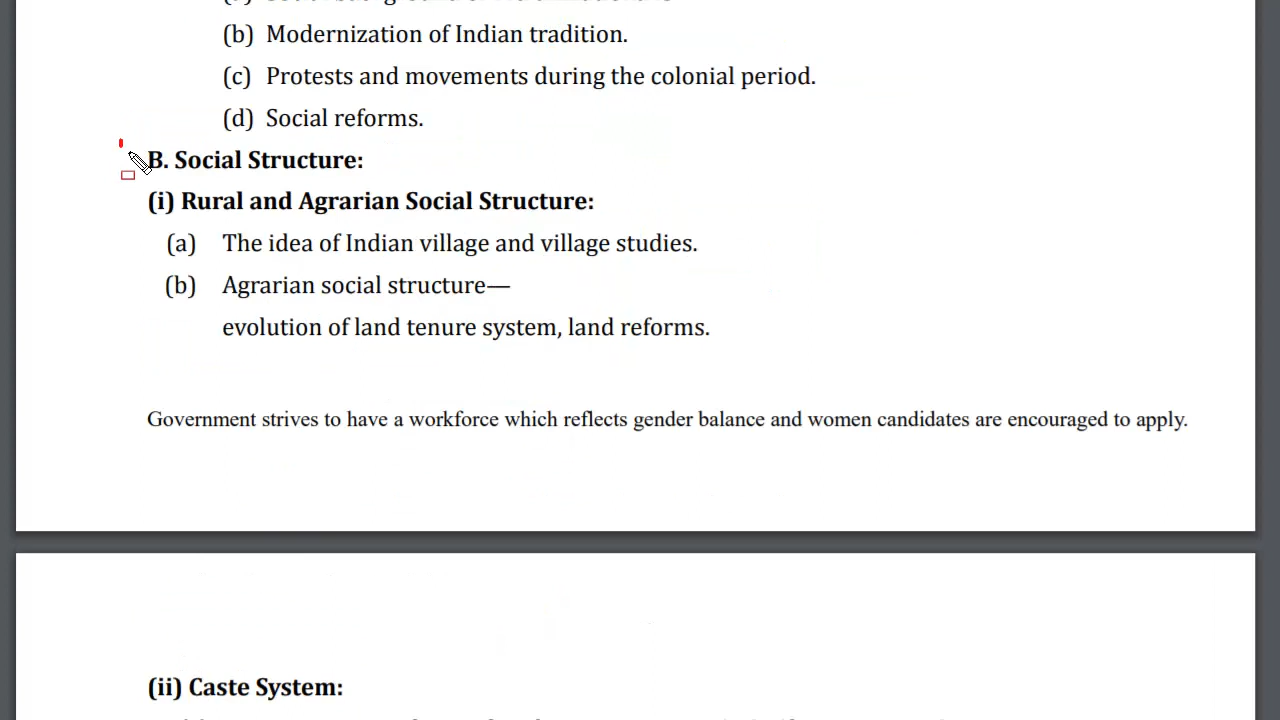 (b) Modernization of Indian tradition.
(c) Protests and movements during the colonial period.
(d) Social reforms.
B. Social Structure:
(i) Rural and Agrarian Social Structure:
(a) The idea of Indian village and village studies.
(b) Agrarian social structure—
evolution of land tenure system, land reforms.
Government strives to have a workforce which reflects gender balance and women candidates are encouraged to apply.
(ii) Caste System: